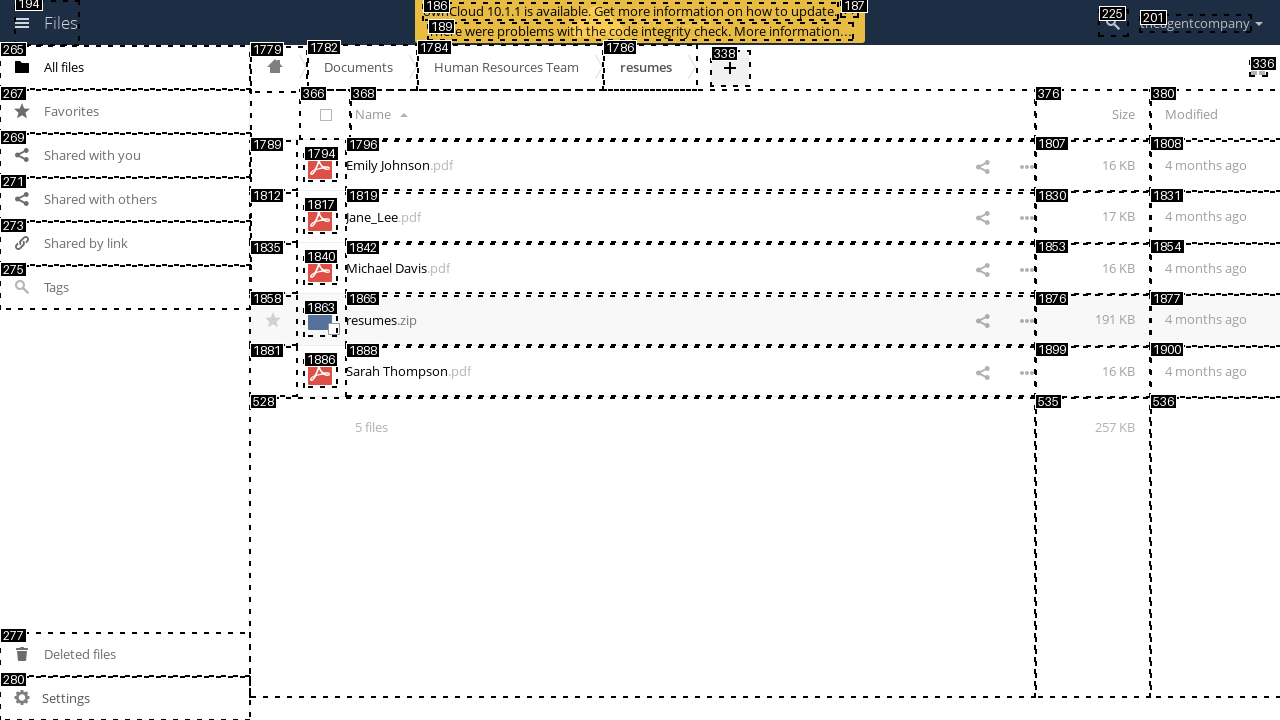 194
Files
186
ownCloud 10.1.1 is available. Get more information on how to update.
187
189
There were problems with the code integrity check. More information…
225
201
theagentcompany
265
All files
267
Favorites
269
Shared with you
271
Shared with others
273
Shared by link
275
Tags
277
Deleted files
280
Settings
1779
1782
Documents
1784
Human Resources Team
1786
resumes
338
+
336
366
368
Name
376
Size
380
Modified
1789
1794
1796
Emily Johnson.pdf
1807
16 KB
1808
4 months ago
1812
1817
1819
Jane_Lee.pdf
1830
17 KB
1831
4 months ago
1835
1840
1842
Michael Davis.pdf
1853
16 KB
1854
4 months ago
1858
1863
1865
resumes.zip
1876
191 KB
1877
4 months ago
1881
1886
1888
Sarah Thompson.pdf
1899
16 KB
1900
4 months ago
528
5 files
535
257 KB
536